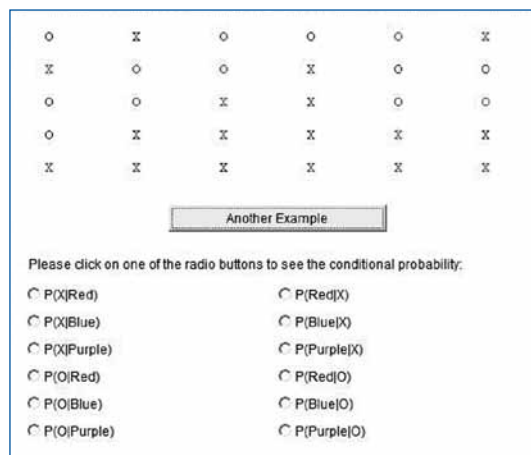 O X O O O X
X O O X O O
O O X X O O
O X X X X X
X X X X X X
Another Example
Please click on one of the radio buttons to see the conditional probability:
P(X|Red) P(Red|X)
P(X|Blue) P(Blue|X)
P(X|Purple) P(Purple|X)
P(O|Red) P(Red|O)
P(O|Blue) P(Blue|O)
P(O|Purple) P(Purple|O)